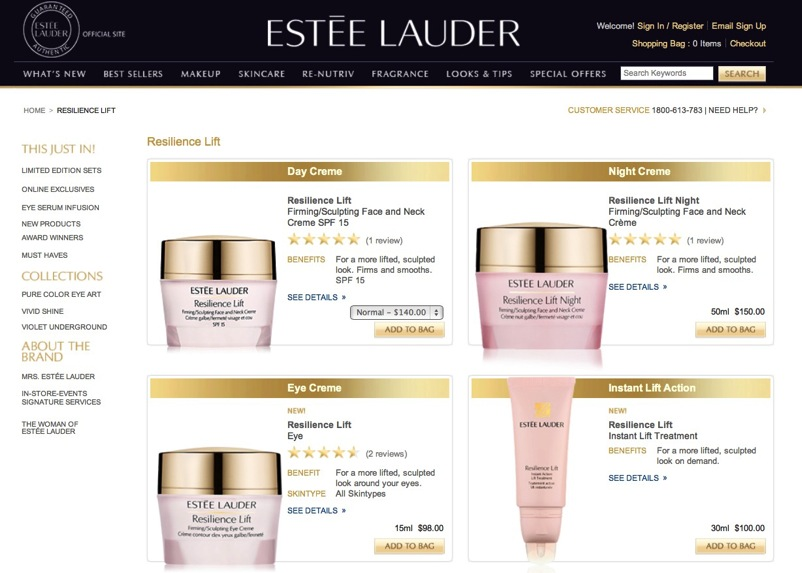 GUARANTEED
ESTĒE
LAUDER
AUTHENTIC
OFFICIAL SITE
ESTĒE LAUDER
Welcome! Sign In / Register | Email Sign Up
Shopping Bag : 0 Items | Checkout
WHAT'S NEW BEST SELLERS MAKEUP SKINCARE RE-NUTRIV FRAGRANCE LOOKS & TIPS SPECIAL OFFERS Search Keywords SEARCH
HOME > RESILIENCE LIFT
CUSTOMER SERVICE 1800-613-783 | NEED HELP?
THIS JUST IN!
LIMITED EDITION SETS
ONLINE EXCLUSIVES
EYE SERUM INFUSION
NEW PRODUCTS
AWARD WINNERS
MUST HAVES
COLLECTIONS
PURE COLOR EYE ART
VIVID SHINE
VIOLET UNDERGROUND
ABOUT THE
BRAND
MRS. ESTÉE LAUDER
IN-STORE-EVENTS
SIGNATURE SERVICES
THE WOMAN OF
ESTÉE LAUDER
Resilience Lift
Day Creme
Resilience Lift
Firming/Sculpting Face and Neck
Creme SPF 15
(1 review)
BENEFITS For a more lifted, sculpted
look. Firms and smooths.
SPF 15
SEE DETAILS »
Normal - $140.00
ADD TO BAG
ESTĒE LAUDER
Resilience Lift
Firming/Sculpting Face and Neck Creme
Crème galbe/fermeté visage et cou
SPF 15
Night Creme
Resilience Lift Night
Firming/Sculpting Face and Neck
Crème
(1 review)
BENEFITS For a more lifted, sculpted
look. Firms and smooths.
SEE DETAILS »
50ml $150.00
ADD TO BAG
ESTĒE LAUDER
Resilience Lift Night
Firming/Sculpting Face and Neck Creme
Crème nuit galbe/fermeté visage et cou
Eye Creme
NEW!
Resilience Lift
Eye
(2 reviews)
BENEFIT For a more lifted, sculpted
look around your eyes.
SKINTYPE All Skintypes
SEE DETAILS »
15ml $98.00
ADD TO BAG
ESTĒE LAUDER
Resilience Lift
Firming/Sculpting Eye Creme
Crème contour des yeux galbe/fermeté
Instant Lift Action
NEW!
Resilience Lift
Instant Lift Treatment
BENEFITS For a more lifted, sculpted
look on demand.
SEE DETAILS »
30ml $100.00
ADD TO BAG
ESTĒE LAUDER
Resilience Lift
Instant Action
Lift Treatment